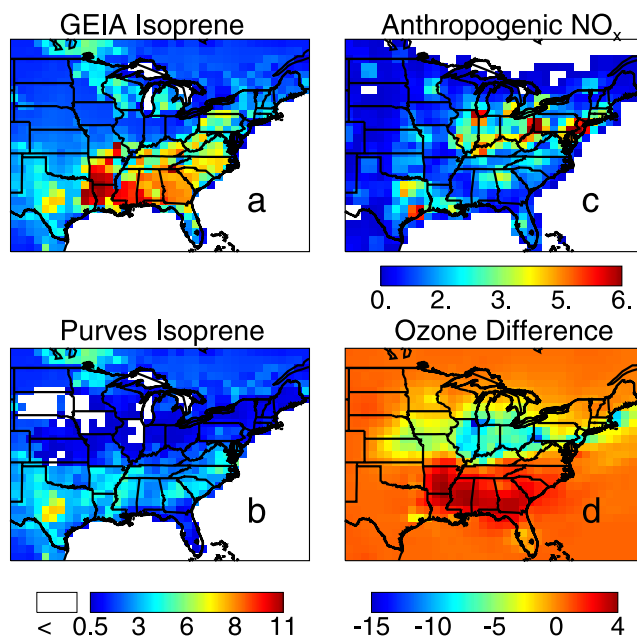 GEIA Isoprene
Anthropogenic NOx
a
c
0. 2. 3. 5. 6.
Purves Isoprene
Ozone Difference
b
d
< 0.5 3 6 8 11
-15 -10 -5 0 4